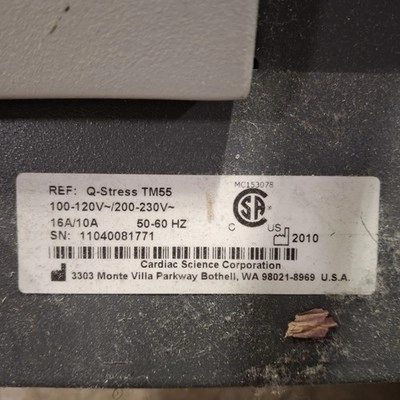 MC153078
REF: Q-Stress TM55
100-120V~/200-230V~
16A/10A 50-60 HZ
SN: 11040081771
CSA
C US
2010
Cardiac Science Corporation
3303 Monte Villa Parkway Bothell, WA 98021-8969 U.S.A.